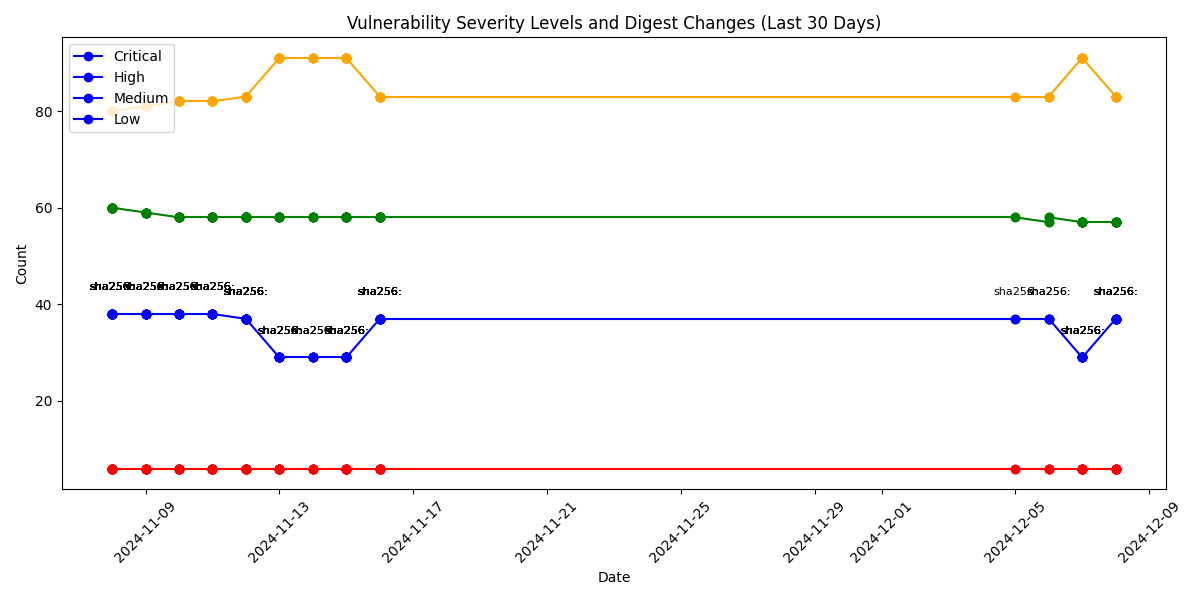 Vulnerability Severity Levels and Digest Changes (Last 30 Days)
Critical
High
Medium
Low
Count
80
60
40
20
sha256:
sha256:
sha256:
sha256:
sha256:
sha256:
sha256:
sha256:
sha256:
sha256:
sha256:
sha256:
sha256:
2024-11-09
2024-11-13
2024-11-17
2024-11-21
2024-11-25
2024-11-29
2024-12-01
2024-12-05
2024-12-09
Date